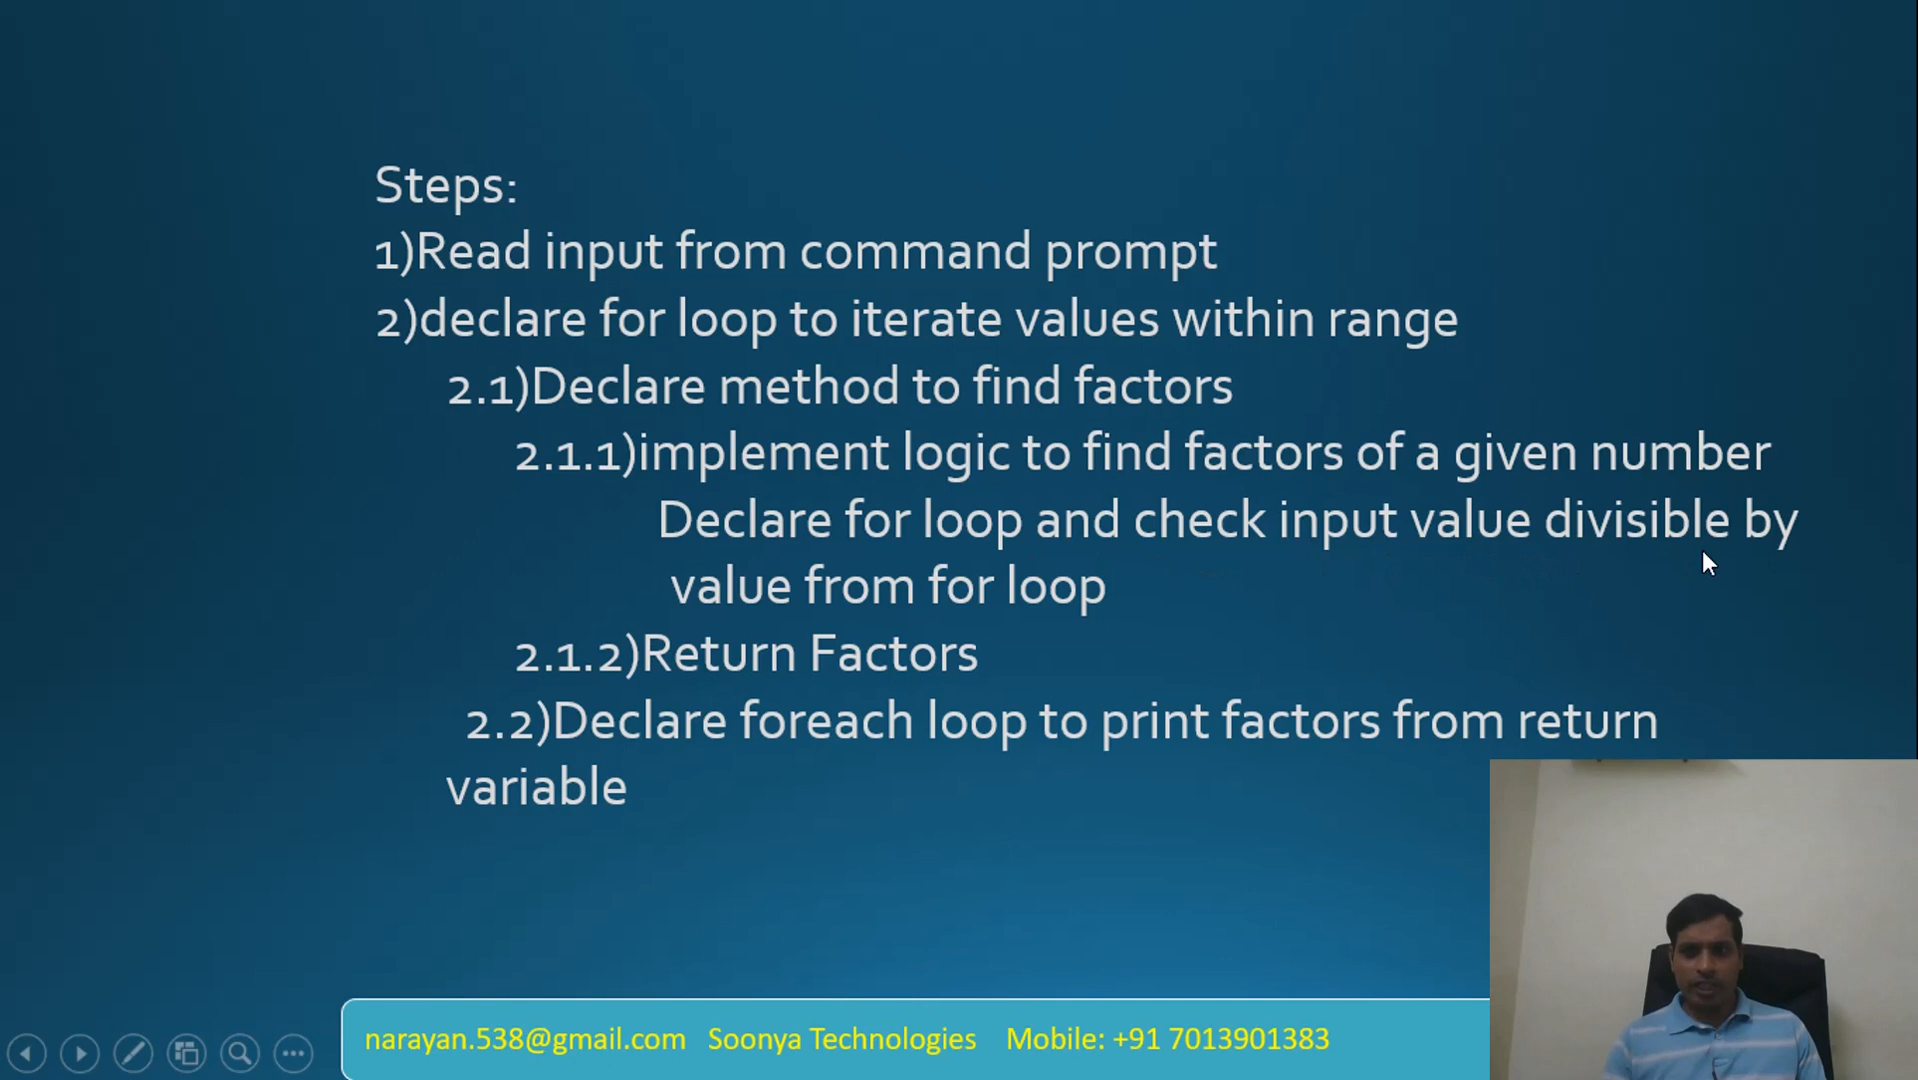 Steps:
1)Read input from command prompt
2)declare for loop to iterate values within range
2.1)Declare method to find factors
2.1.1)implement logic to find factors of a given number
Declare for loop and check input value divisible by
value from for loop
2.1.2)Return Factors
2.2)Declare foreach loop to print factors from return
variable
narayan.538@gmail.com Soonya Technologies Mobile: +91 7013901383